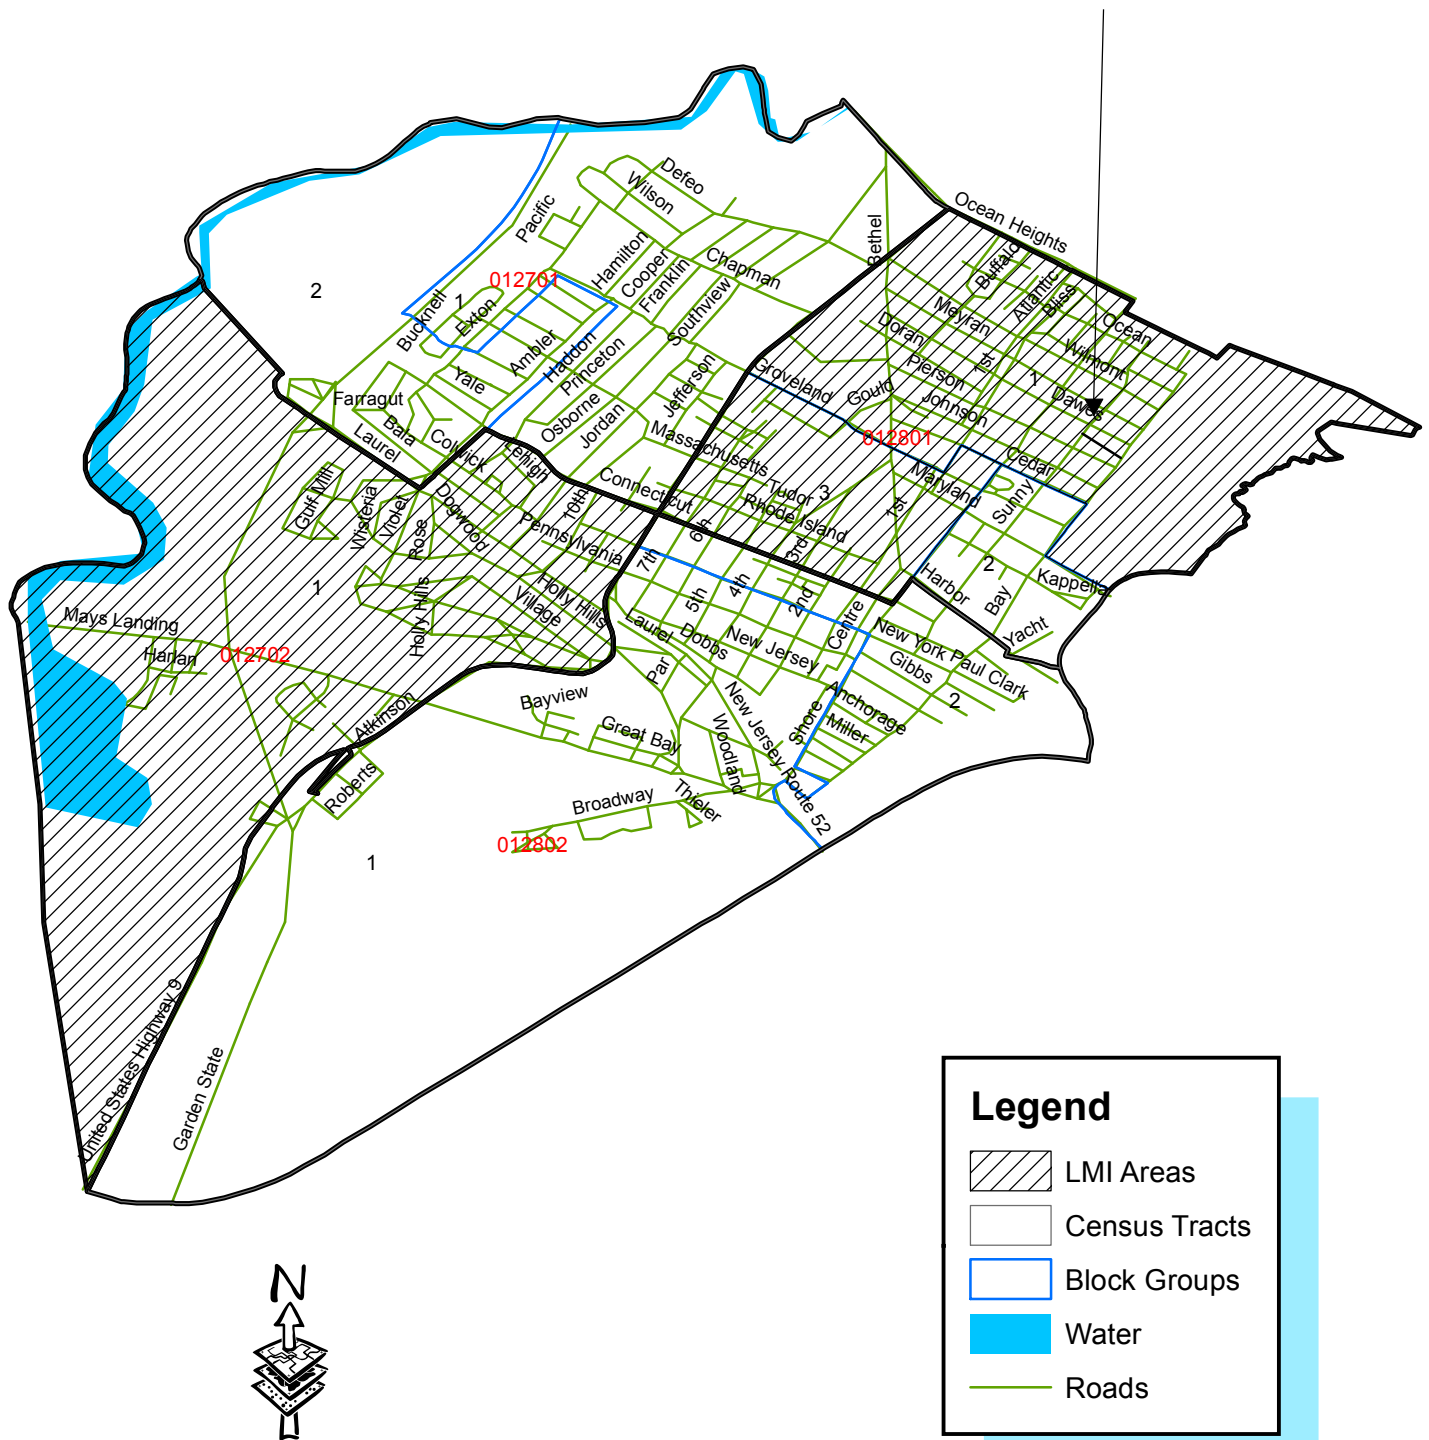 Ocean Heights
Defeo
Wilson
Pacific
Bethel
Hamilton
Cooper
Franklin
Chapman
Buffalo
Atlantic
Bliss
Ocean
012701
2
1
Exton
Bucknell
Southview
Meyran
Doran
Wilmont
Ambler
Haddon
Princeton
Pierson
1st
1
Dawes
Yale
Jefferson
Groveland
Gould
Johnson
Farragut
Osborne
Jordan
Bala
Laurel
Colwick
Lehigh
Massachusetts
012801
Cedar
Gulf Mill
Wisteria
Violet
Rose
Dogwood
10th
Connecticut
Tudor
3
Rhode Island
Maryland
1st
Sunny
Pennsylvania
6th
3rd
7th
2
1
Holly Hills
Holly Hills
Village
5th
4th
2nd
Harbor
Bay
Kappella
Mays Landing
Harlan
012702
Laurel
Dobbs
New Jersey
Centre
New York
Paul Clark
Yacht
Par
Gibbs
2
Atkinson
Bayview
Great Bay
New Jersey Route 52
Woodland
Shore
Anchorage
Miller
Roberts
Broadway
Thieler
012802
1
United States Highway 9
Garden State
Legend
LMI Areas
Census Tracts
Block Groups
Water
Roads
N